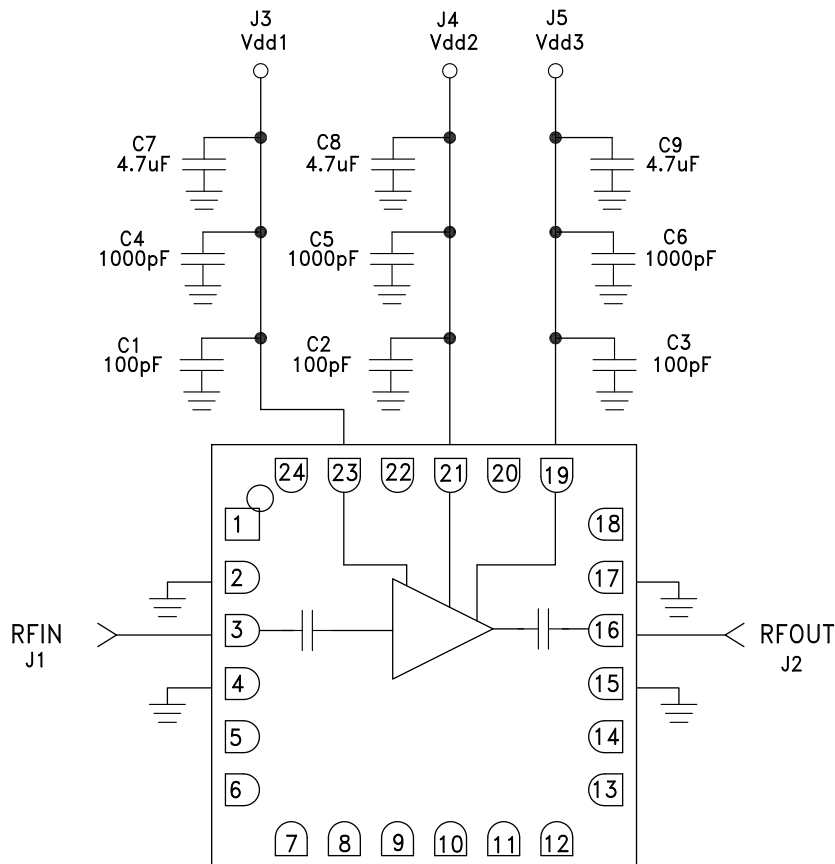 J3
Vdd1
J4
Vdd2
J5
Vdd3
C7
4.7uF
C8
4.7uF
C9
4.7uF
C4
1000pF
C5
1000pF
C6
1000pF
C1
100pF
C2
100pF
C3
100pF
24
23
22
21
20
19
1
18
2
17
RFIN
J1
3
16
RFOUT
J2
4
15
5
14
6
13
7
8
9
10
11
12